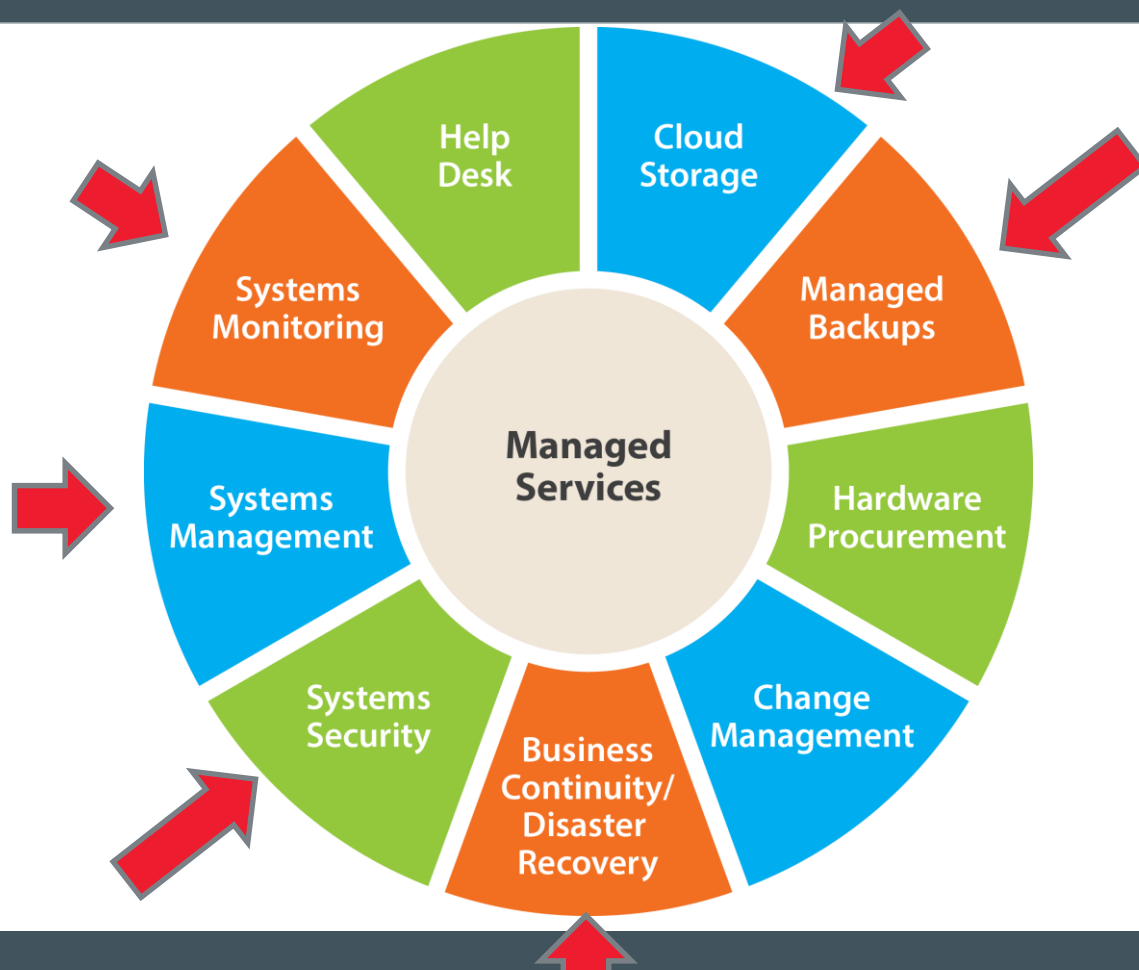 Help
Desk
Cloud
Storage
Systems
Monitoring
Managed
Backups
Managed
Services
Systems
Management
Hardware
Procurement
Systems
Security
Change
Management
Business
Continuity/
Disaster
Recovery